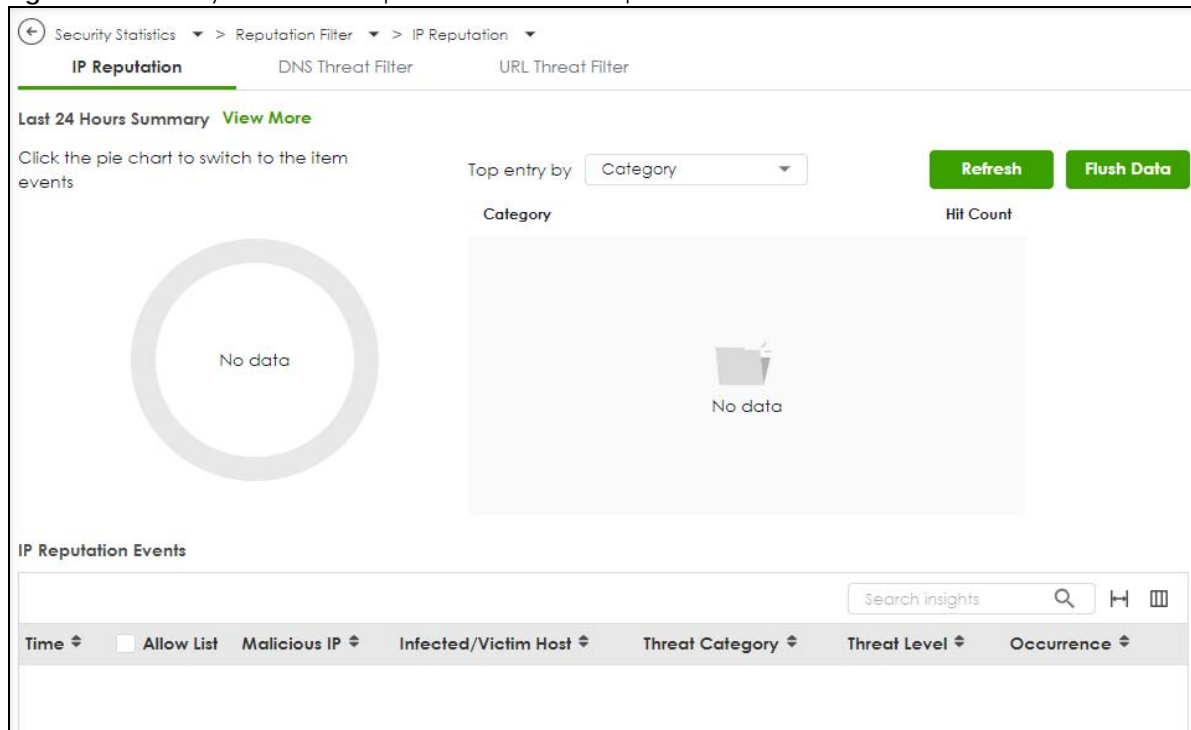 Security Statistics > Reputation Filter > IP Reputation
IP Reputation DNS Threat Filter URL Threat Filter
Last 24 Hours Summary View More
Click the pie chart to switch to the item
events
Top entry by Category Refresh Flush Data
Category Hit Count
No data
No data
IP Reputation Events
Search insights
Time Allow List Malicious IP Infected/Victim Host Threat Category Threat Level Occurrence